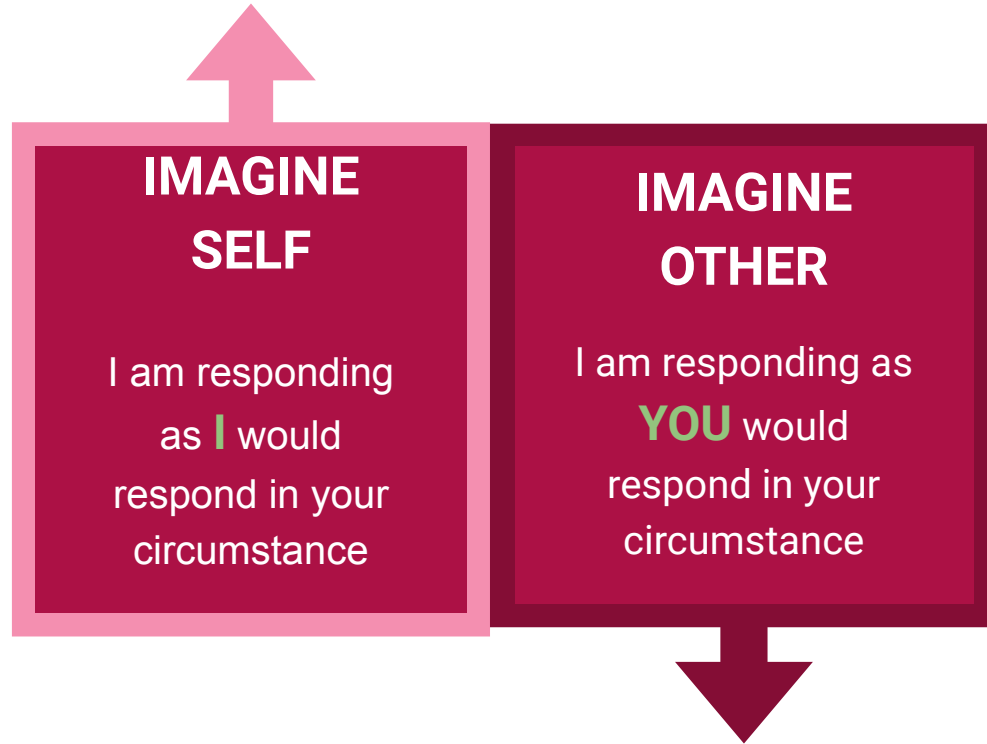 IMAGINE
SELF
I am responding
as I would
respond in your
circumstance
IMAGINE
OTHER
I am responding as
YOU would
respond in your
circumstance